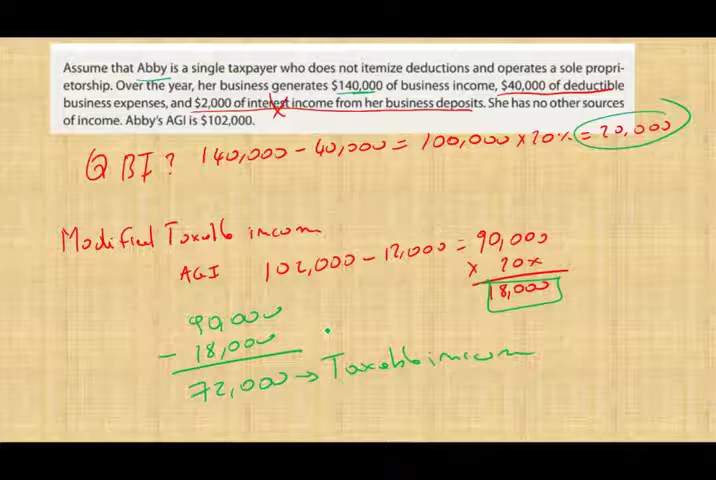 Assume that Abby is a single taxpayer who does not itemize deductions and operates a sole propri-
etorship. Over the year, her business generates $140,000 of business income, $40,000 of deductible
business expenses, and $2,000 of interest income from her business deposits. She has no other sources
of income. Abby's AGI is $102,000.
QBI? 140,000 - 40,000 = 100,000 x 20% = 20,000
Modified Taxable income
AGI 102,000 - 12,000 = 90,000
x 20%
18,000
90,000
- 18,000
72,000 → Taxable income